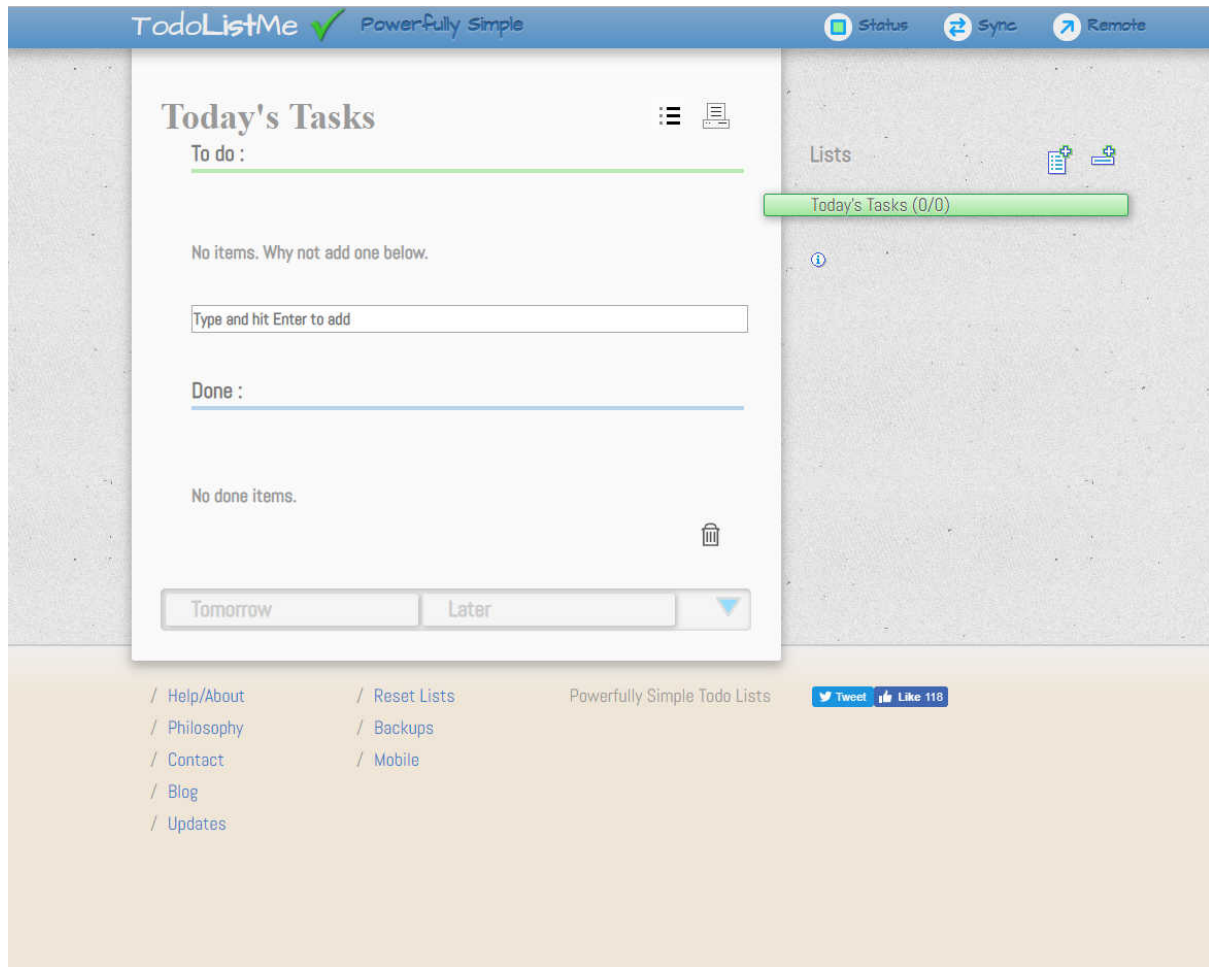 TodoListMe Powerfully Simple Status Sync Remote
Today's Tasks
To do :
No items. Why not add one below.
Type and hit Enter to add
Done :
No done items.
Tomorrow Later
Lists
Today's Tasks (0/0)
/ Help/About
/ Philosophy
/ Contact
/ Blog
/ Updates
/ Reset Lists
/ Backups
/ Mobile
Powerfully Simple Todo Lists
Tweet Like 118